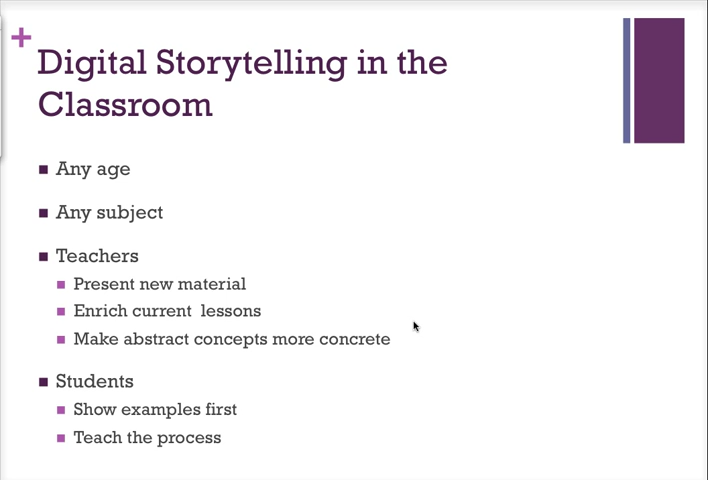 +
Digital Storytelling in the
Classroom
Any age
Any subject
Teachers
Present new material
Enrich current  lessons
Make abstract concepts more concrete
Students
Show examples first
Teach the process